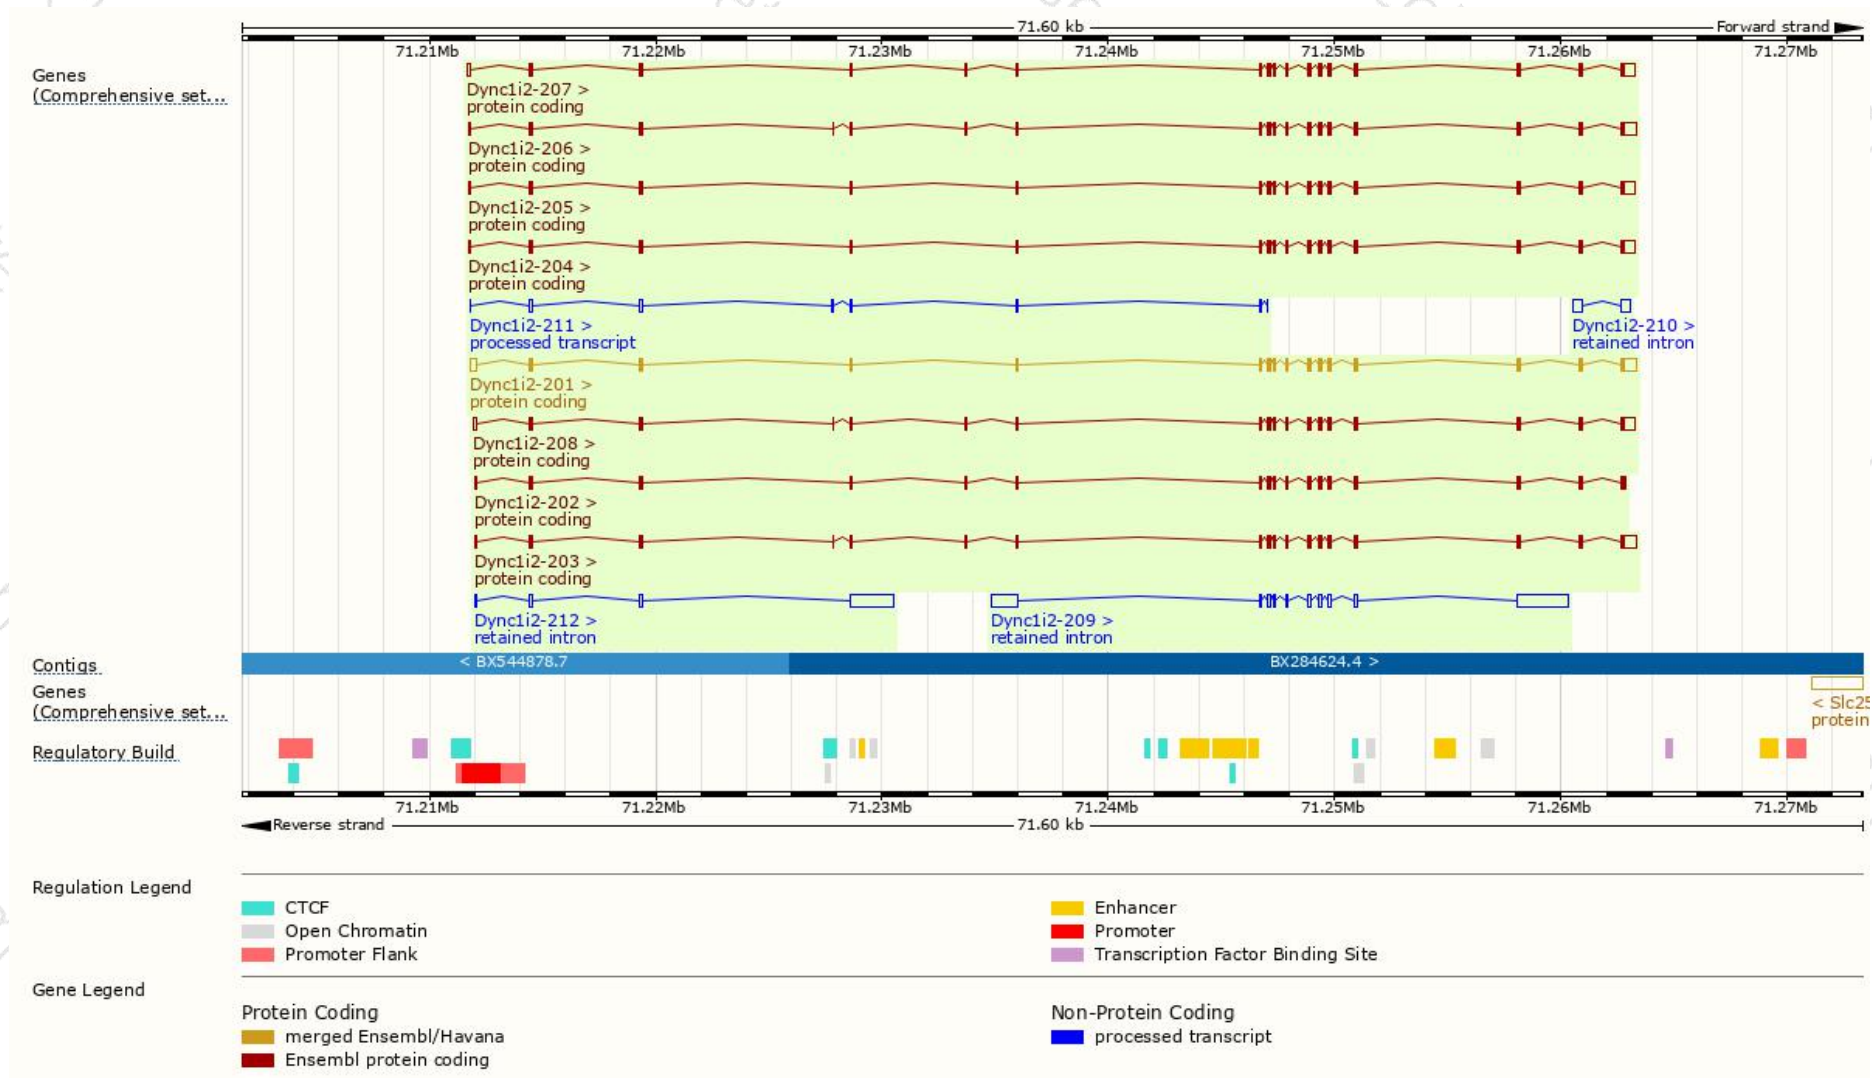 71.60 kb Forward strand
71.21Mb 71.22Mb 71.23Mb 71.24Mb 71.25Mb 71.26Mb 71.27Mb
Genes
(Comprehensive set...
Dync1i2-207 >
protein coding
Dync1i2-206 >
protein coding
Dync1i2-205 >
protein coding
Dync1i2-204 >
protein coding
Dync1i2-211 > Dync1i2-210 >
processed transcript retained intron
Dync1i2-201 >
protein coding
Dync1i2-208 >
protein coding
Dync1i2-202 >
protein coding
Dync1i2-203 >
protein coding
Dync1i2-212 > Dync1i2-209 >
retained intron retained intron
Contigs < BX544878.7 BX284624.4 >
Genes
(Comprehensive set...
< Slc25
protein
Regulatory Build
71.21Mb 71.22Mb 71.23Mb 71.24Mb 71.25Mb 71.26Mb 71.27Mb
Reverse strand 71.60 kb
Regulation Legend
CTCF Enhancer
Open Chromatin Promoter
Promoter Flank Transcription Factor Binding Site
Gene Legend
Protein Coding Non-Protein Coding
merged Ensembl/Havana processed transcript
Ensembl protein coding